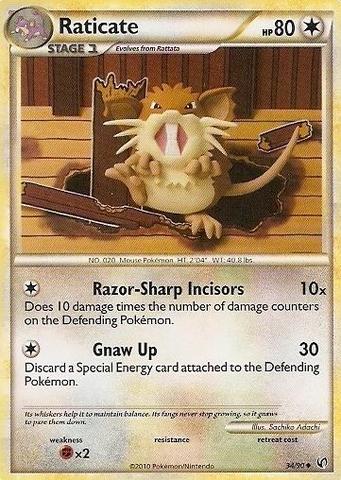 Raticate HP 80
STAGE 1 Evolves from Rattata
NO. 020 Mouse Pokémon HT. 2'04" WT. 40.8 lbs.
Razor-Sharp Incisors 10x
Does 10 damage times the number of damage counters
on the Defending Pokémon.
Gnaw Up 30
Discard a Special Energy card attached to the Defending
Pokémon.
Its whiskers help it to maintain balance. Its fangs never stop growing, so it gnaws
to pare them down.
Illus. Sachiko Adachi
weakness resistance retreat cost
×2
34/90
©2010 Pokémon/Nintendo